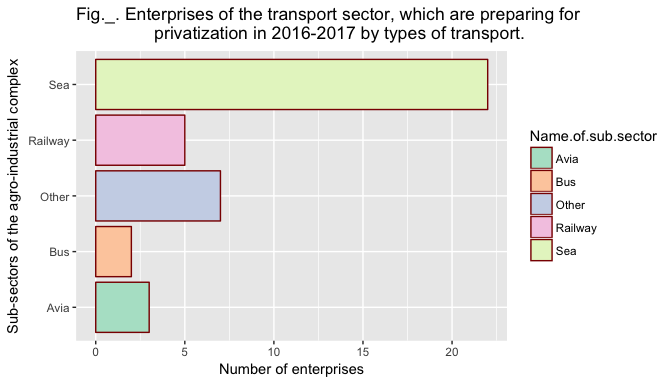 Fig._. Enterprises of the transport sector, which are preparing for
privatization in 2016-2017 by types of transport.
Sub-sectors of the agro-industrial complex
Sea
Railway
Other
Bus
Avia
0 5 10 15 20
Number of enterprises
Name.of.sub.sector
Avia
Bus
Other
Railway
Sea